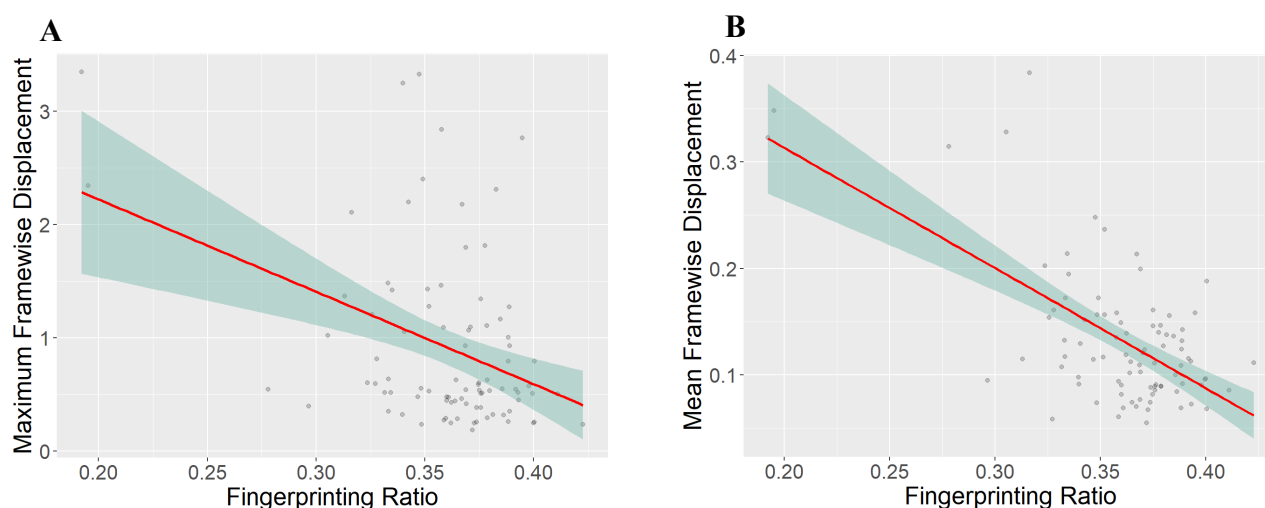 A
Maximum Framewise Displacement
3
2
1
0
0.20 0.25 0.30 0.35 0.40
Fingerprinting Ratio
B
Mean Framewise Displacement
0.4
0.3
0.2
0.1
0.20 0.25 0.30 0.35 0.40
Fingerprinting Ratio